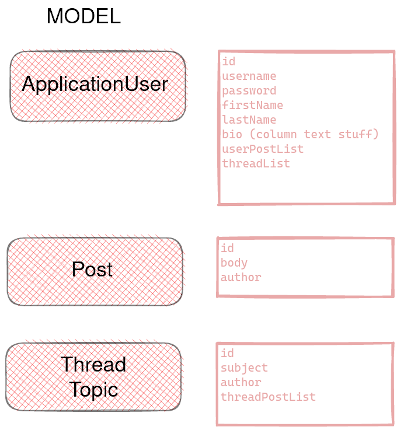 MODEL
ApplicationUser
id
username
password
firstName
lastName
bio (column text stuff)
userPostList
threadList
Post
id
body
author
Thread
Topic
id
subject
author
threadPostList